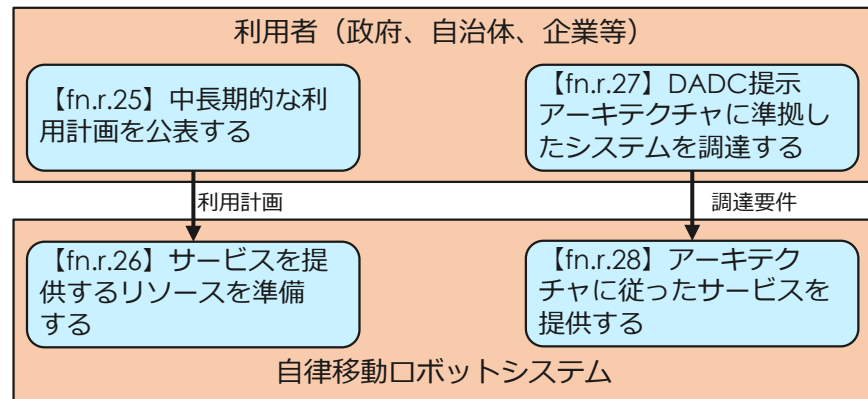 利用者（政府、自治体、企業等）
【fn.r.25】中長期的な利
用計画を公表する
【fn.r.27】DADC提示
アーキテクチャに準拠し
たシステムを調達する
利用計画
調達要件
【fn.r.26】サービスを提
供するリソースを準備
する
【fn.r.28】アーキテク
チャに従ったサービスを
提供する
自律移動ロボットシステム